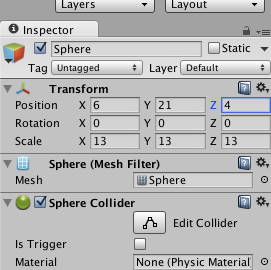 Layers Layout
Inspector
Sphere Static
Tag Untagged Layer Default
Transform
Position X 6 Y 21 Z 4
Rotation X 0 Y 0 Z 0
Scale X 13 Y 13 Z 13
Sphere (Mesh Filter)
Mesh Sphere
Sphere Collider
Edit Collider
Is Trigger
Material None (Physic Material